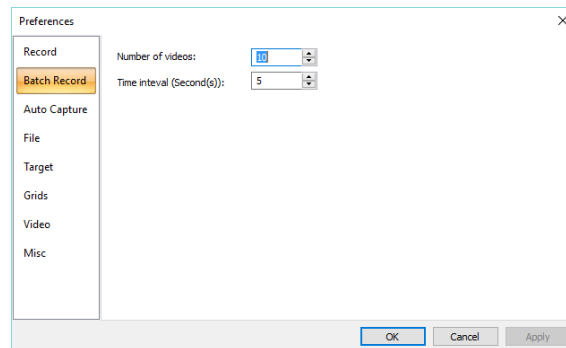 Preferences
Record
Batch Record
Auto Capture
File
Target
Grids
Video
Misc
Number of videos: 10
Time inteval (Second(s)): 5
OK Cancel Apply